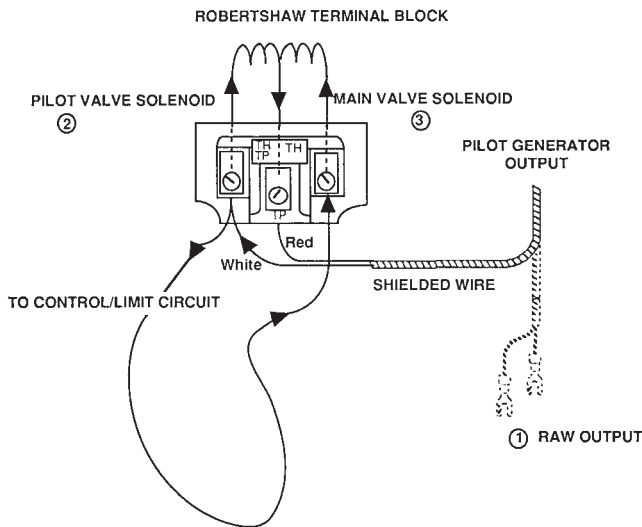 ROBERTSHAW TERMINAL BLOCK
PILOT VALVE SOLENOID
②
MAIN VALVE SOLENOID
③
PILOT GENERATOR
OUTPUT
TH
TP
TH
TP
Red
White
SHIELDED WIRE
TO CONTROL/LIMIT CIRCUIT
① RAW OUTPUT